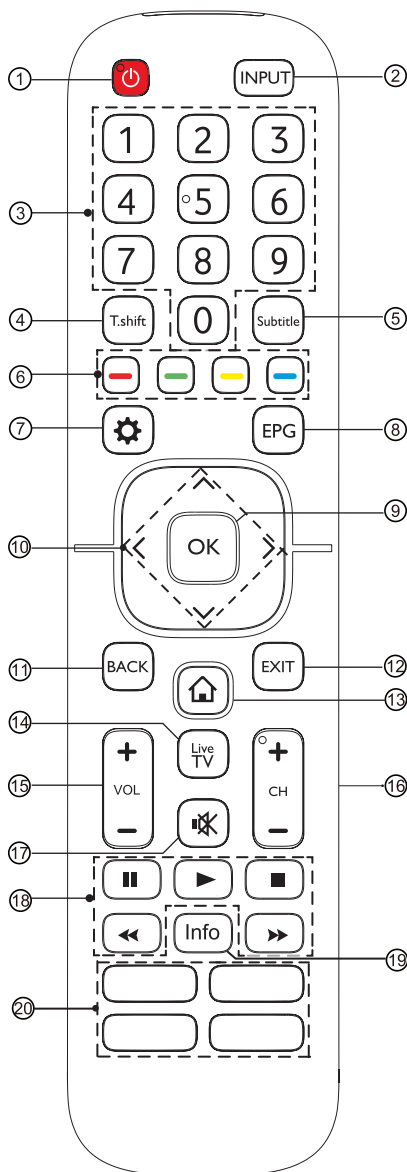 ① INPUT ②
1 2 3
③ 4 5 6
7 8 9
④ T.shift 0 Subtitle ⑤
⑥
⑦ EPG ⑧
⑨
⑩ OK
⑪ BACK EXIT ⑫
⑬
⑭ Live
TV
⑮ + VOL − + CH − ⑯
⑰
⑱
Info
⑲
⑳